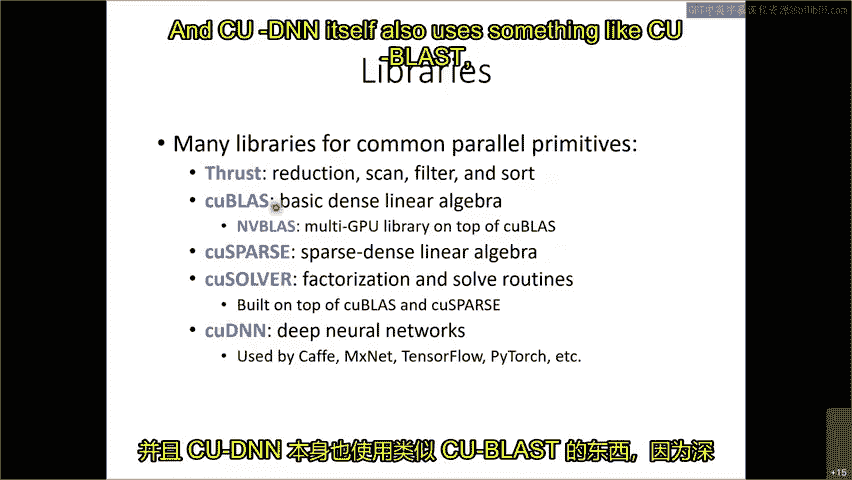 And CU -DNN itself also uses something like CU
-BLAST,
Libraries
• Many libraries for common parallel primitives:
• Thrust: reduction, scan, filter, and sort
• cuBLAS: basic dense linear algebra
• NVBLAS: multi-GPU library on top of cuBLAS
• cuSPARSE: sparse-dense linear algebra
• cuSOLVER: factorization and solve routines
• Built on top of cuBLAS and cuSPARSE
• cuDNN: deep neural networks
• Used by Caffe, MxNet, TensorFlow, PyTorch, etc.
并且 CU-DNN 本身也使用类似 CU-BLAST 的东西，因为深
+15